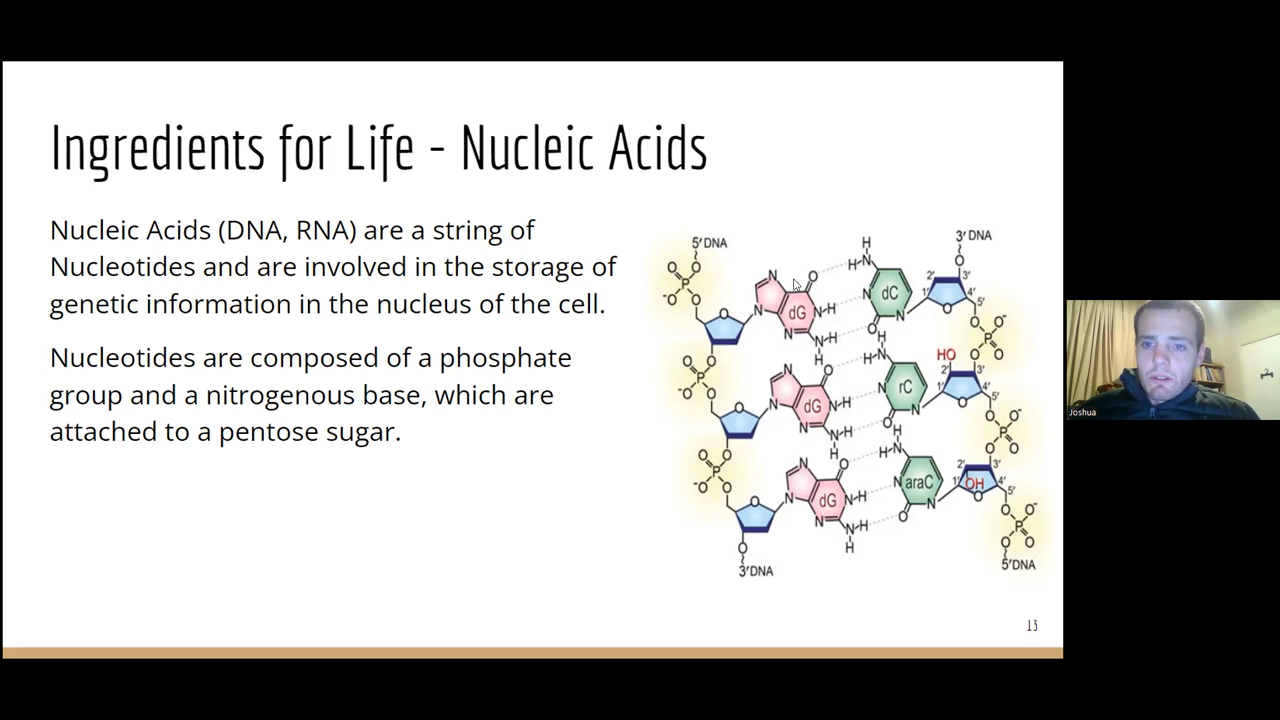 Ingredients for Life - Nucleic Acids
Nucleic Acids (DNA, RNA) are a string of
Nucleotides and are involved in the storage of
genetic information in the nucleus of the cell.
Nucleotides are composed of a phosphate
group and a nitrogenous base, which are
attached to a pentose sugar.
5′DNA
3′DNA
dG
dC
dG
rC
HO
dG
araC
OH
3′DNA
5′DNA
13
Joshua